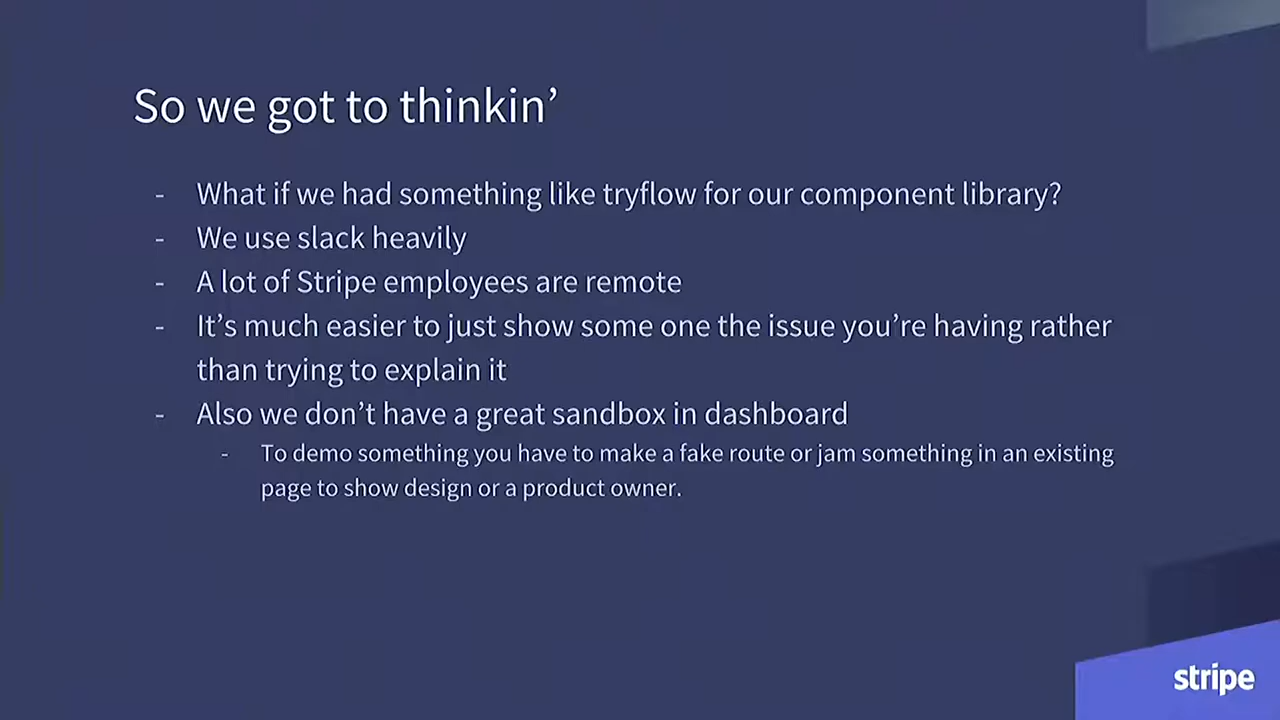 So we got to thinkin’
- What if we had something like tryflow for our component library?
- We use slack heavily
- A lot of Stripe employees are remote
- It’s much easier to just show some one the issue you’re having rather
than trying to explain it
- Also we don’t have a great sandbox in dashboard
- To demo something you have to make a fake route or jam something in an existing
page to show design or a product owner.
stripe